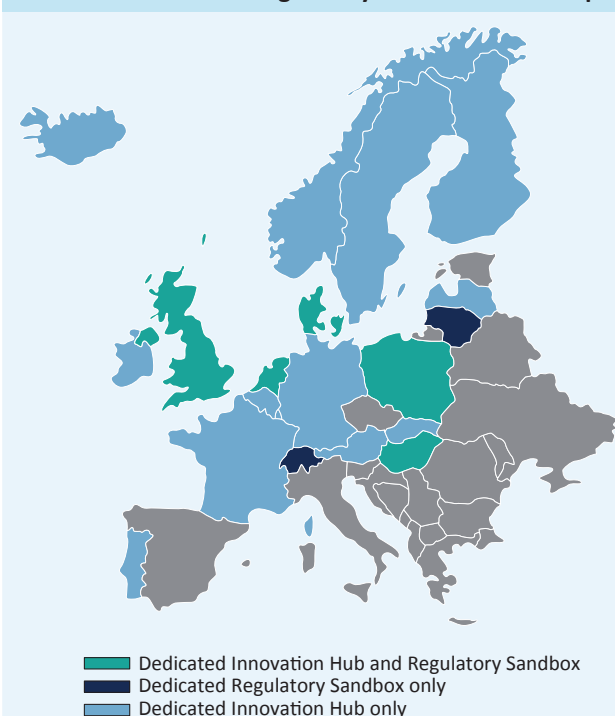 Dedicated Innovation Hub and Regulatory Sandbox
Dedicated Regulatory Sandbox only
Dedicated Innovation Hub only